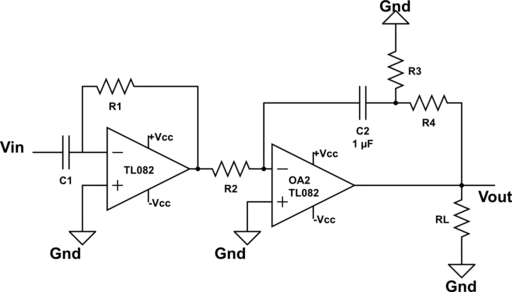 Gnd
R3
R1
C2
1 µF
R4
Vin
+Vcc
TL082
C1
-Vcc
R2
+Vcc
OA2
TL082
-Vcc
Vout
RL
Gnd
Gnd
Gnd